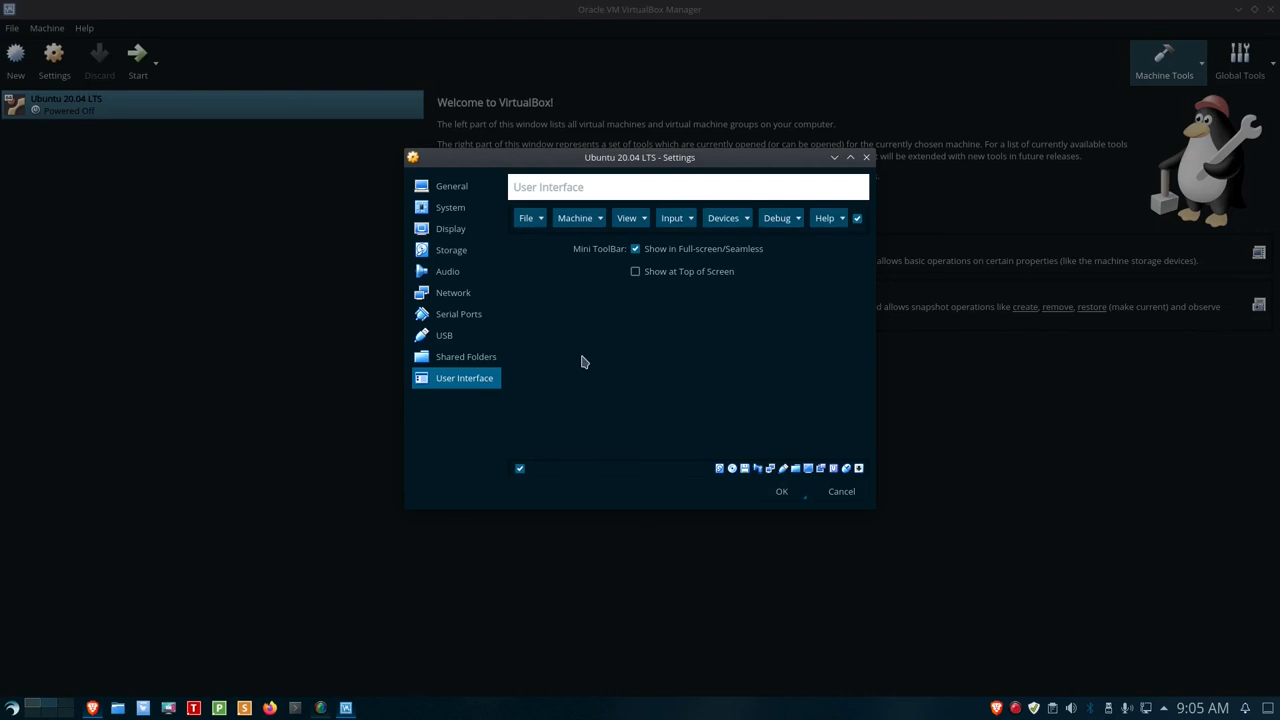 Oracle VM VirtualBox Manager
File Machine Help
New Settings Discard Start
Machine Tools Global Tools
Ubuntu 20.04 LTS
Powered Off
Welcome to VirtualBox!
The left part of this window lists all virtual machines and virtual machine groups on your computer.
The right part of this window represents a set of tools which are currently opened (or can be opened) for the currently chosen machine. For a list of currently available tools
will be extended with new tools in future releases.
Ubuntu 20.04 LTS - Settings
General
System
Display
Storage
Audio
Network
Serial Ports
USB
Shared Folders
User Interface
User Interface
File Machine View Input Devices Debug Help
Mini ToolBar: Show in Full-screen/Seamless
Show at Top of Screen
OK Cancel
allows basic operations on certain properties (like the machine storage devices).
d allows snapshot operations like create, remove, restore (make current) and observe
T P S
9:05 AM